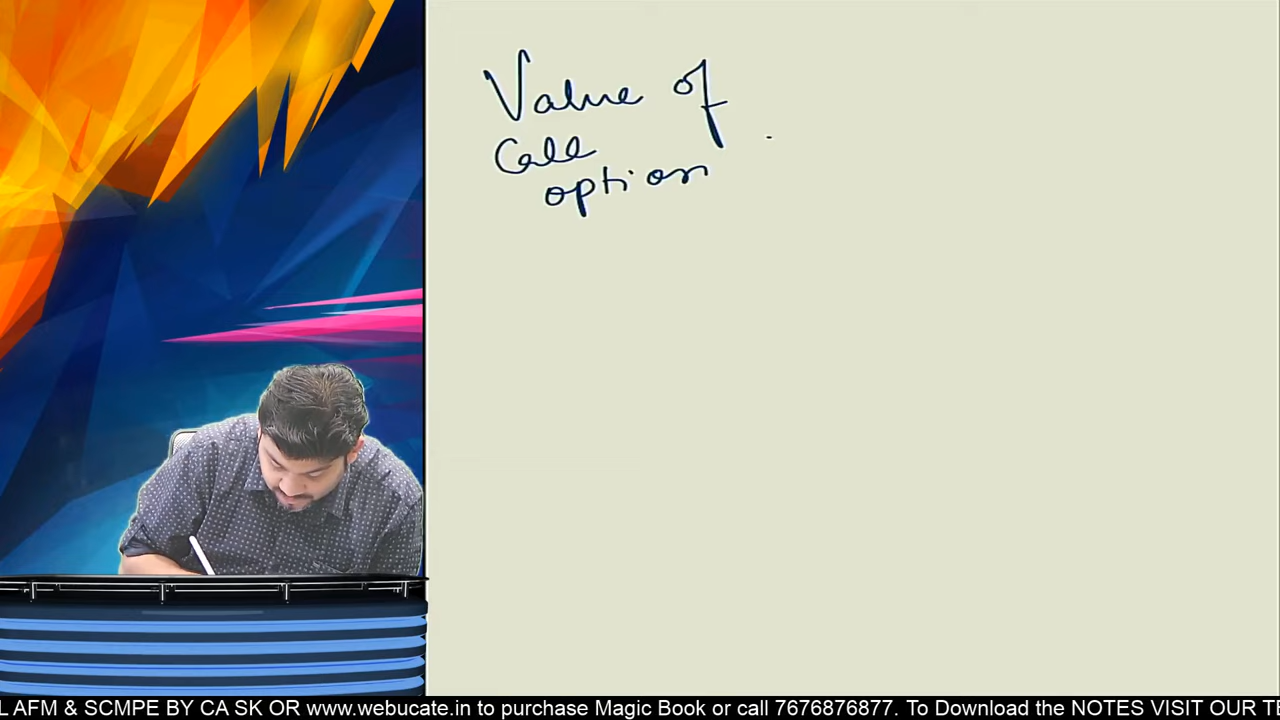 Value of
Call
option
L AFM & SCMPE BY CA SK OR www.webucate.in to purchase Magic Book or call 7676876877. To Download the NOTES VISIT OUR TE